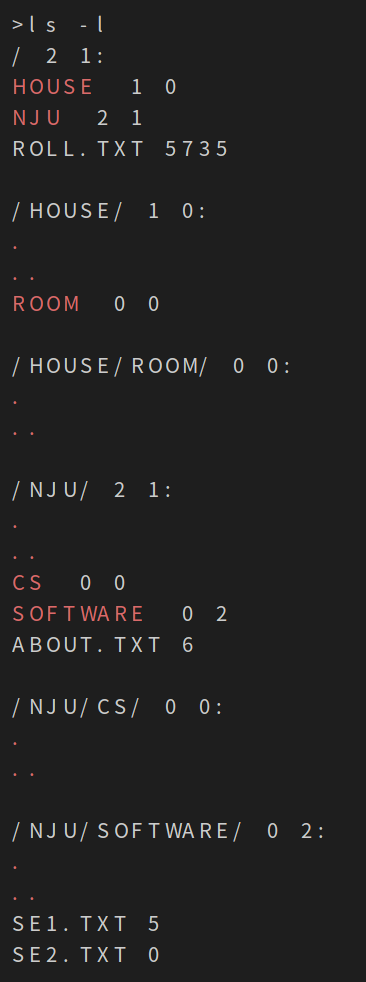 >ls -l
/ 2 1:
HOUSE 1 0
NJU 2 1
ROLL.TXT 5735
/HOUSE/ 1 0:
.
..
ROOM 0 0
/HOUSE/ROOM/ 0 0:
.
..
/NJU/ 2 1:
.
..
CS 0 0
SOFTWARE 0 2
ABOUT.TXT 6
/NJU/CS/ 0 0:
.
..
/NJU/SOFTWARE/ 0 2:
.
..
SE1.TXT 5
SE2.TXT 0